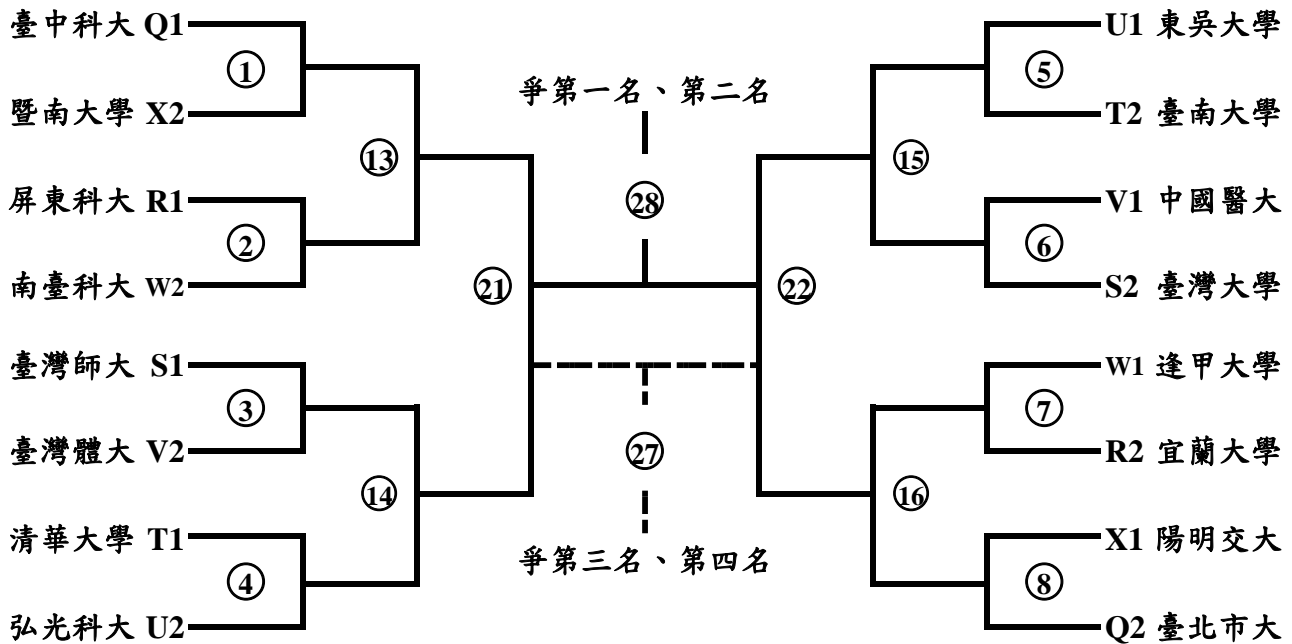 臺中科大 Q1
①
暨南大學 X2
⑬
屏東科大 R1
②
南臺科大 W2
㉑
臺灣師大 S1
③
臺灣體大 V2
⑭
清華大學 T1
④
弘光科大 U2
爭第一名、第二名
㉘
㉗
爭第三名、第四名
U1 東吳大學
⑤
T2 臺南大學
⑮
V1 中國醫大
⑥
S2 臺灣大學
㉒
W1 逢甲大學
⑦
R2 宜蘭大學
⑯
X1 陽明交大
⑧
Q2 臺北市大